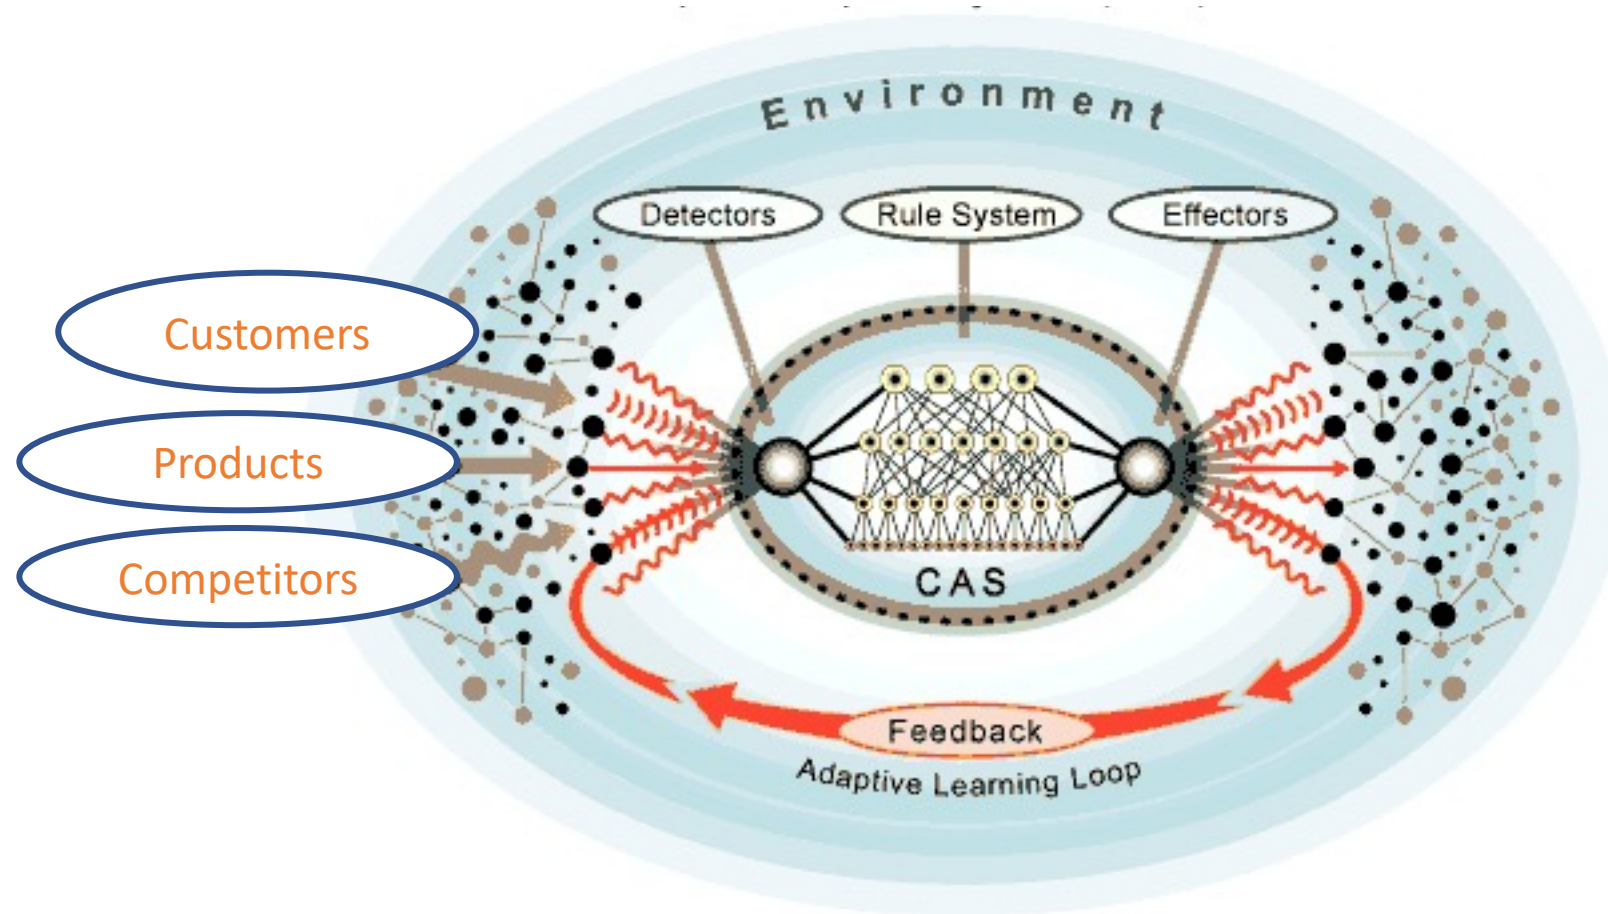 Environment
Detectors
Rule System
Effectors
Customers
Products
Competitors
CAS
Feedback
Adaptive Learning Loop